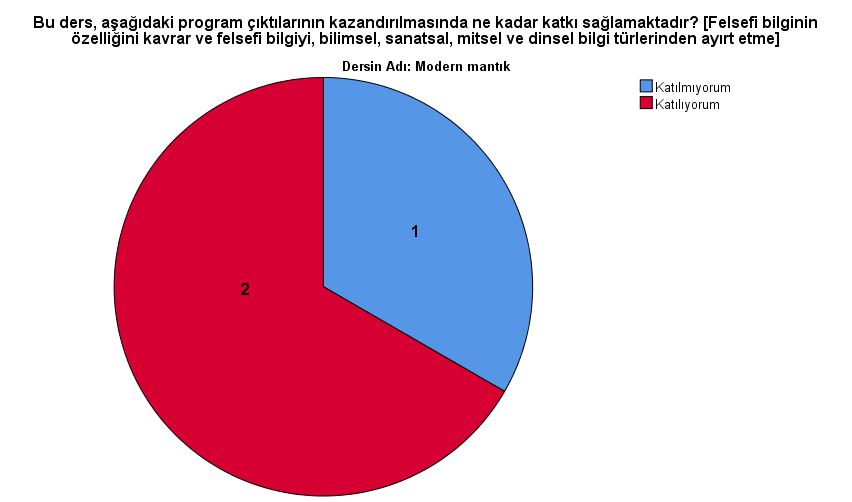 Bu ders, aşağıdaki program çıktılarının kazandırılmasında ne kadar katkı sağlamaktadır? [Felsefi bilginin
özelliğini kavrar ve felsefi bilgiyi, bilimsel, sanatsal, mitsel ve dinsel bilgi türlerinden ayırt etme]
Dersin Adı: Modern mantık
Katılmıyorum
Katılıyorum
1
2